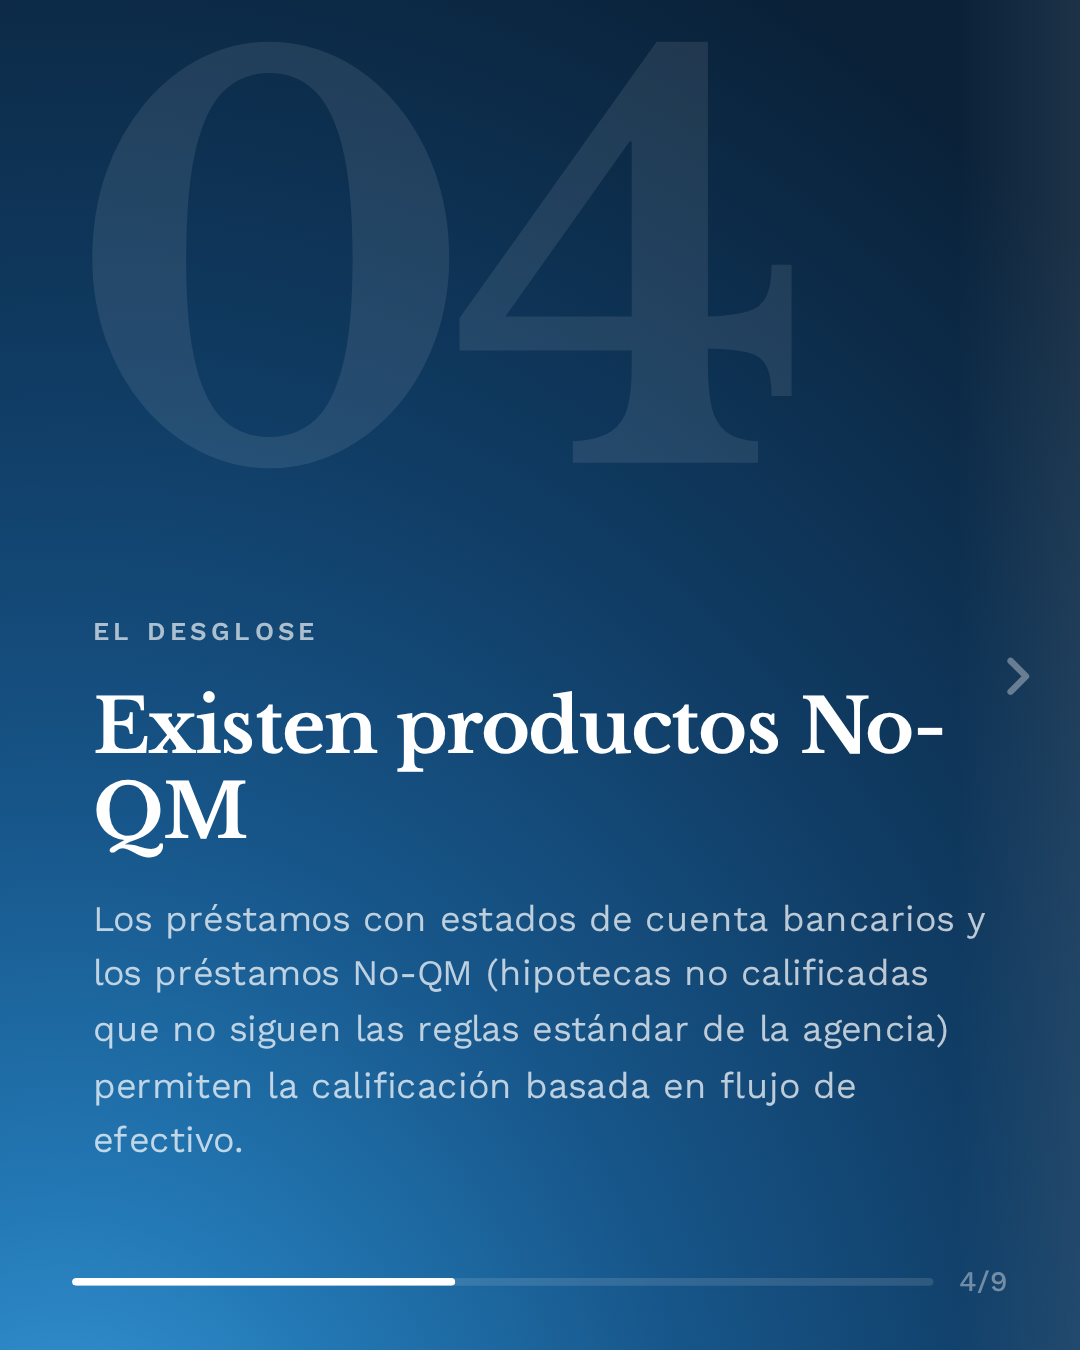 04
EL DESGLOSE
Existen productos No-
QM
Los préstamos con estados de cuenta bancarios y
los préstamos No-QM (hipotecas no calificadas
que no siguen las reglas estándar de la agencia)
permiten la calificación basada en flujo de
efectivo.
4/9